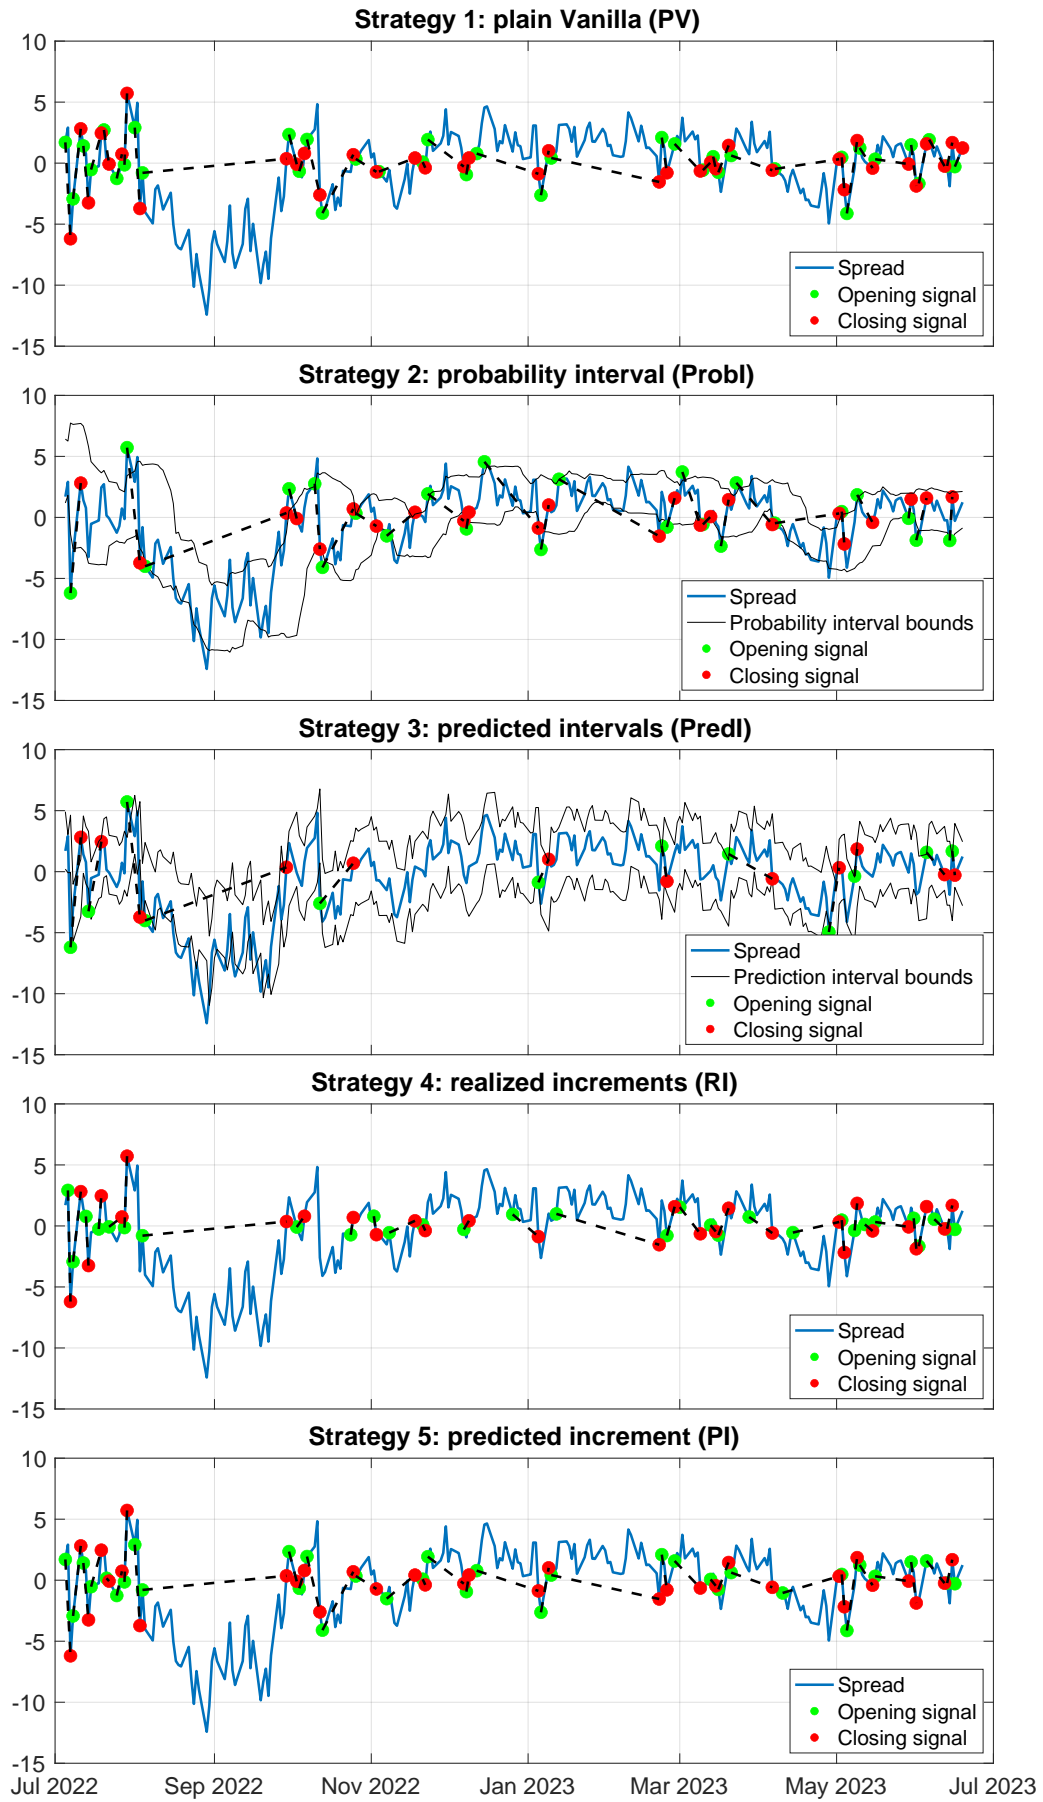 Strategy 1: plain Vanilla (PV)
10
5
0
-5
-10
-15
Spread
Opening signal
Closing signal
Strategy 2: probability interval (ProbI)
10
5
0
-5
-10
-15
Spread
Probability interval bounds
Opening signal
Closing signal
Strategy 3: predicted intervals (PredI)
10
5
0
-5
-10
-15
Spread
Prediction interval bounds
Opening signal
Closing signal
Strategy 4: realized increments (RI)
10
5
0
-5
-10
-15
Spread
Opening signal
Closing signal
Strategy 5: predicted increment (PI)
10
5
0
-5
-10
-15
Spread
Opening signal
Closing signal
Jul 2022 Sep 2022 Nov 2022 Jan 2023 Mar 2023 May 2023 Jul 2023